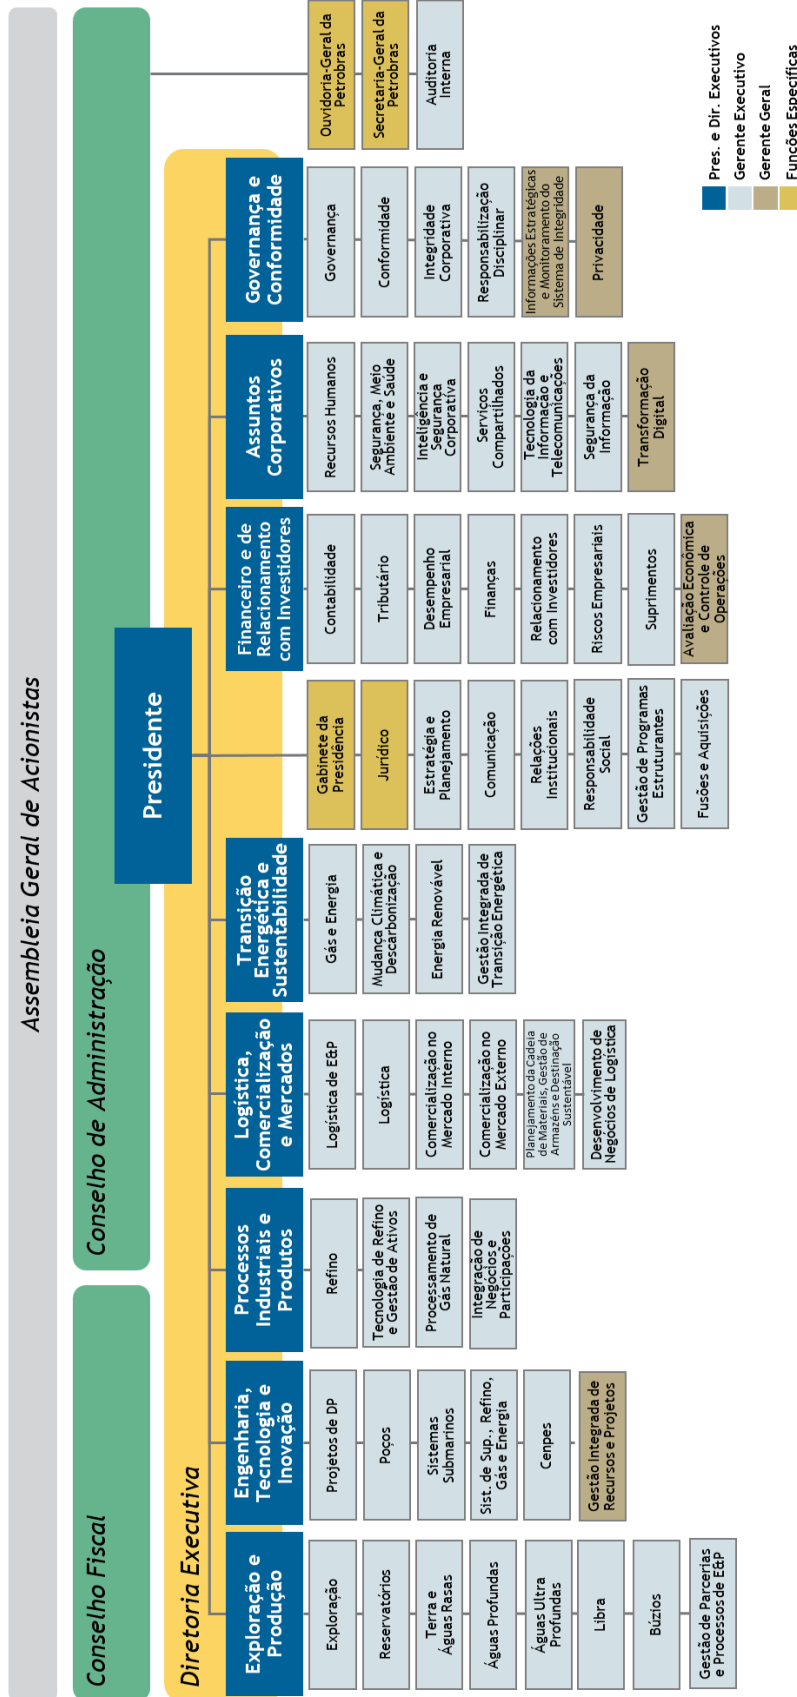 Assembleia Geral de Acionistas
Conselho Fiscal
Conselho de Administração
Presidente
Diretoria Executiva
Exploração e
Produção
Exploração
Reservatórios
Terra e
Águas Rasas
Águas Profundas
Águas Ultra
Profundas
Libra
Búzios
Gestão de Parcerias
e Processos de E&P
Engenharia,
Tecnologia e
Inovação
Projetos de DP
Poços
Sistemas
Submarinos
Sist. de Sup., Refino,
Gás e Energia
Cenpes
Gestão Integrada de
Recursos e Projetos
Processos
Industriais e
Produtos
Refino
Tecnologia de Refino
e Gestão de Ativos
Processamento de
Gás Natural
Integração de
Negócios e
Participações
Logística,
Comercialização
e Mercados
Logística de E&P
Logística
Comercialização no
Mercado Interno
Comercialização no
Mercado Externo
Planejamento da Cadeia
de Materiais, Gestão de
Armazéns e Destinação
Sustentável
Desenvolvimento de
Negócios de Logística
Transição
Energética e
Sustentabilidade
Gás e Energia
Mudança Climática e
Descarbonização
Energia Renovável
Gestão Integrada de
Transição Energética
Gabinete da
Presidência
Jurídico
Estratégia e
Planejamento
Comunicação
Relações
Institucionais
Responsabilidade
Social
Gestão de Programas
Estruturantes
Fusões e Aquisições
Financeiro e de
Relacionamento
com Investidores
Contabilidade
Tributário
Desempenho
Empresarial
Finanças
Relacionamento
com Investidores
Riscos Empresariais
Suprimentos
Avaliação Econômica
e Controle de
Operações
Assuntos
Corporativos
Recursos Humanos
Segurança, Meio
Ambiente e Saúde
Inteligência e
Segurança
Corporativa
Serviços
Compartilhados
Tecnologia da
Informação e
Telecomunicações
Segurança da
Informação
Transformação
Digital
Governança e
Conformidade
Governança
Conformidade
Integridade
Corporativa
Responsabilização
Disciplinar
Informações Estratégicas
e Monitoramento do
Sistema de Integridade
Privacidade
Ouvidoria-Geral da
Petrobras
Secretaria-Geral da
Petrobras
Auditoria
Interna
Pres. e Dir. Executivos
Gerente Executivo
Gerente Geral
Funções Específicas